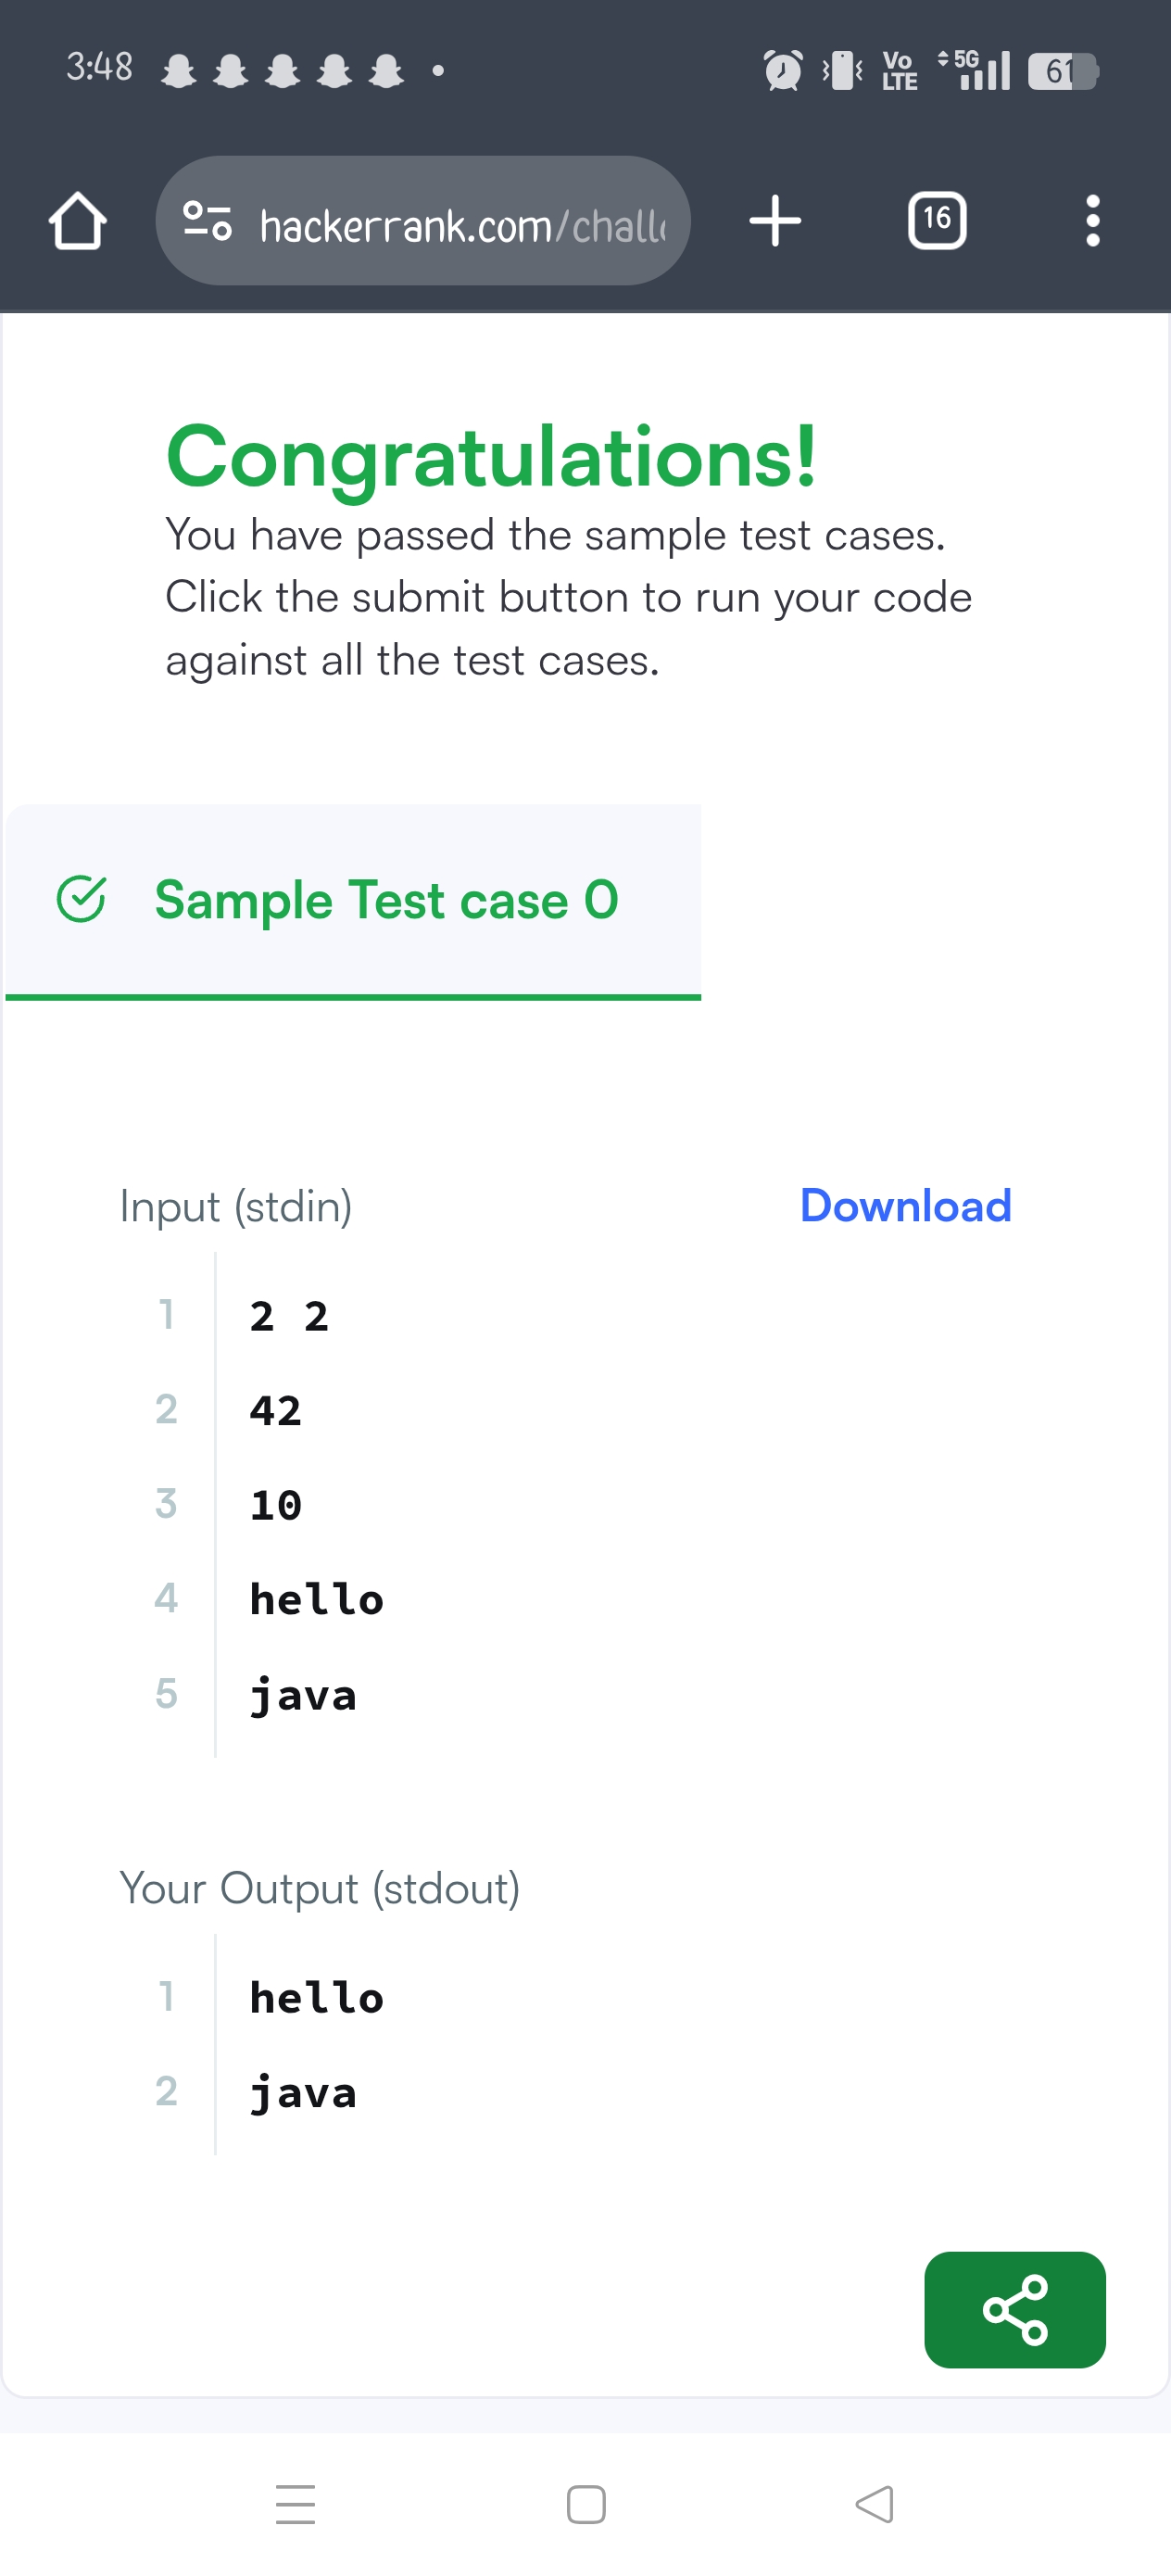 3:48
Vo LTE
5G
61
hackerrank.com/chall
16
Congratulations!
You have passed the sample test cases.
Click the submit button to run your code
against all the test cases.
Sample Test case 0
Input (stdin)
Download
1 2 2
2 42
3 10
4 hello
5 java
Your Output (stdout)
1 hello
2 java